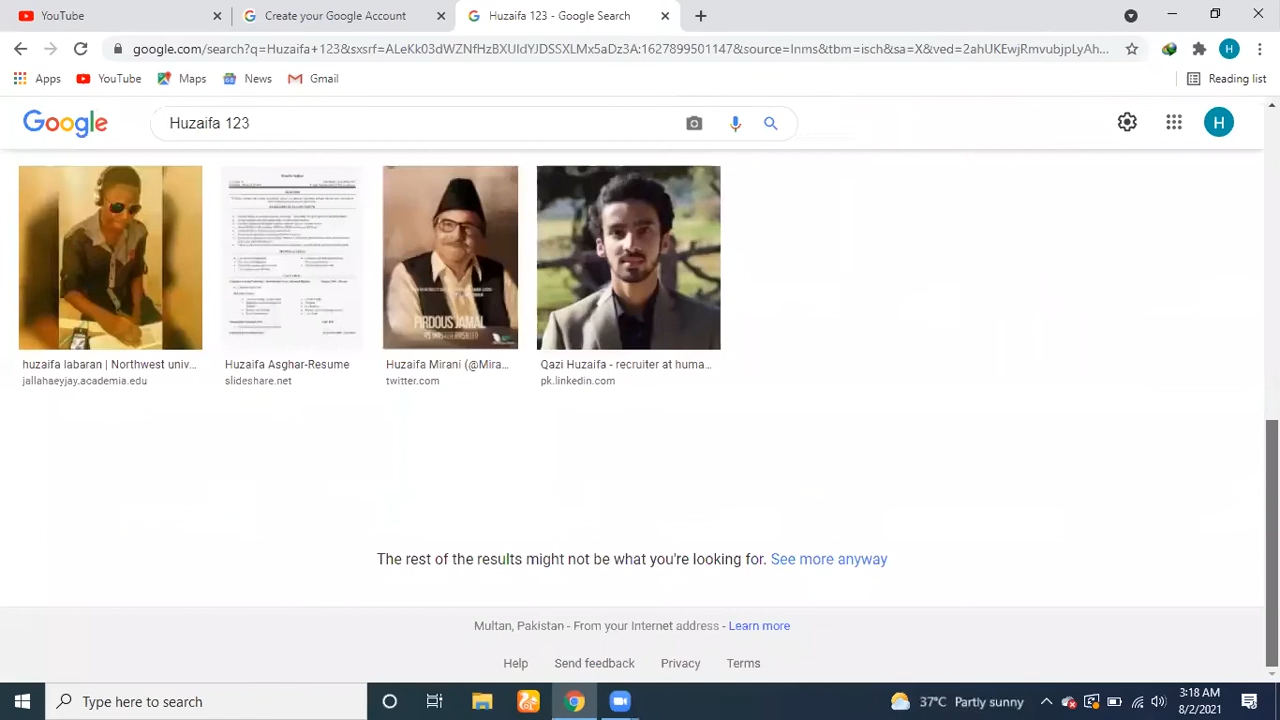 YouTube
Create your Google Account
Huzaifa 123 - Google Search
google.com/search?q=Huzaifa+123&sxsrf=ALeKk03dWZNfHzBXUIdYJDSSXLMx5aDz3A:1627899501147&source=lnms&tbm=isch&sa=X&ved=2ahUKEwjRmvubjpLyAh...
H
Apps
YouTube
Maps
News
Gmail
Reading list
Google
Huzaifa 123
H
JAMAL
huzaifa labaran | Northwest univ...
jallahaeyjay.academia.edu
Huzaifa Asghar-Resume
slideshare.net
Huzaifa Mirani (@Mira...
twitter.com
Qazi Huzaifa - recruiter at huma...
pk.linkedin.com
The rest of the results might not be what you're looking for. See more anyway
Multan, Pakistan - From your Internet address - Learn more
Help
Send feedback
Privacy
Terms
Type here to search
37°C Partly sunny
3:18 AM
8/2/2021